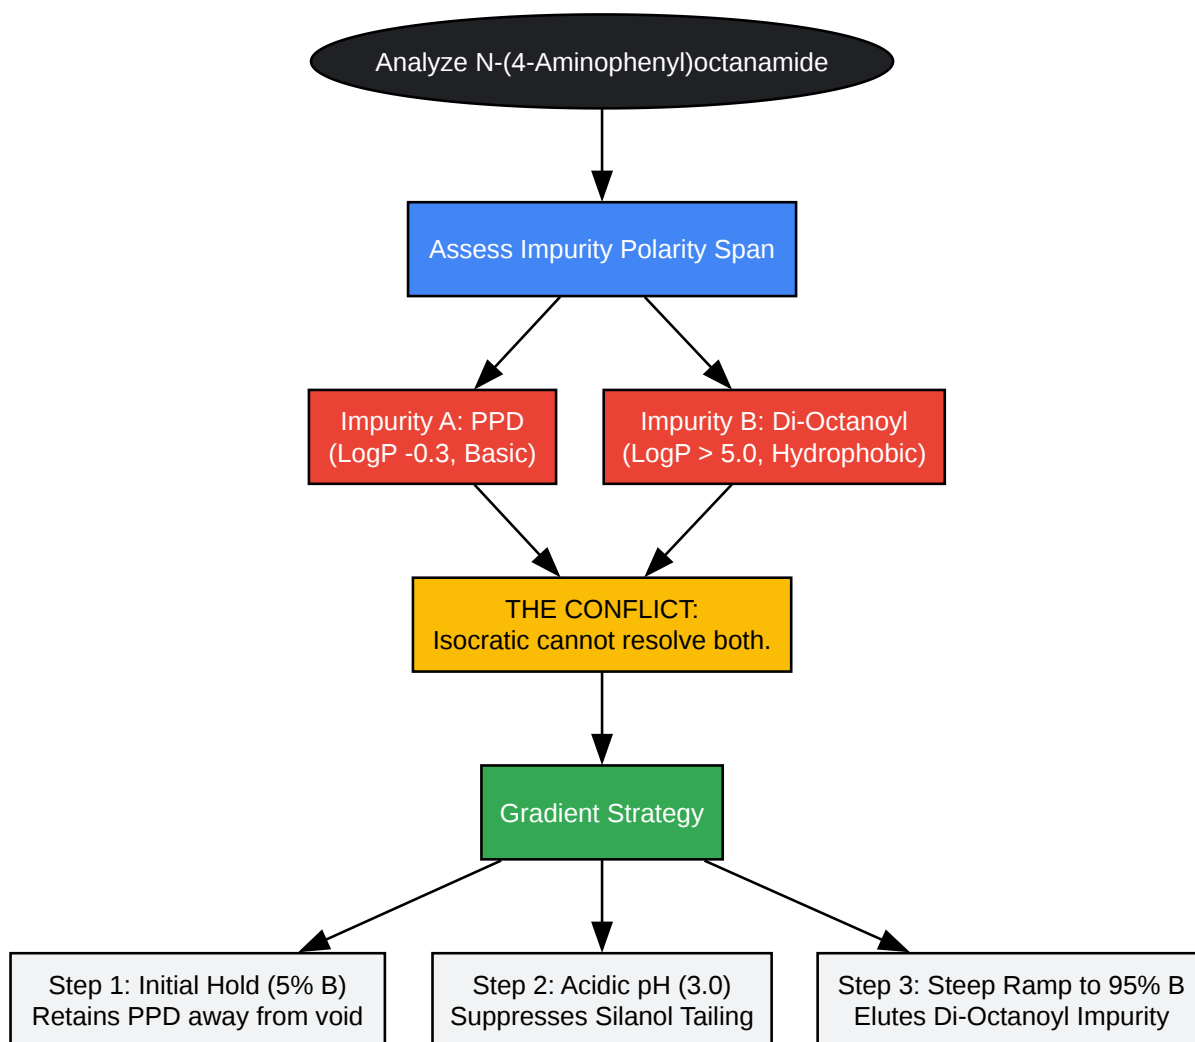 Analyze N-(4-Aminophenyl)octanamide
Assess Impurity Polarity Span
Impurity A: PPD
(LogP -0.3, Basic)
Impurity B: Di-Octanoyl
(LogP > 5.0, Hydrophobic)
THE CONFLICT:
Isocratic cannot resolve both.
Gradient Strategy
Step 1: Initial Hold (5% B)
Retains PPD away from void
Step 2: Acidic pH (3.0)
Suppresses Silanol Tailing
Step 3: Steep Ramp to 95% B
Elutes Di-Octanoyl Impurity